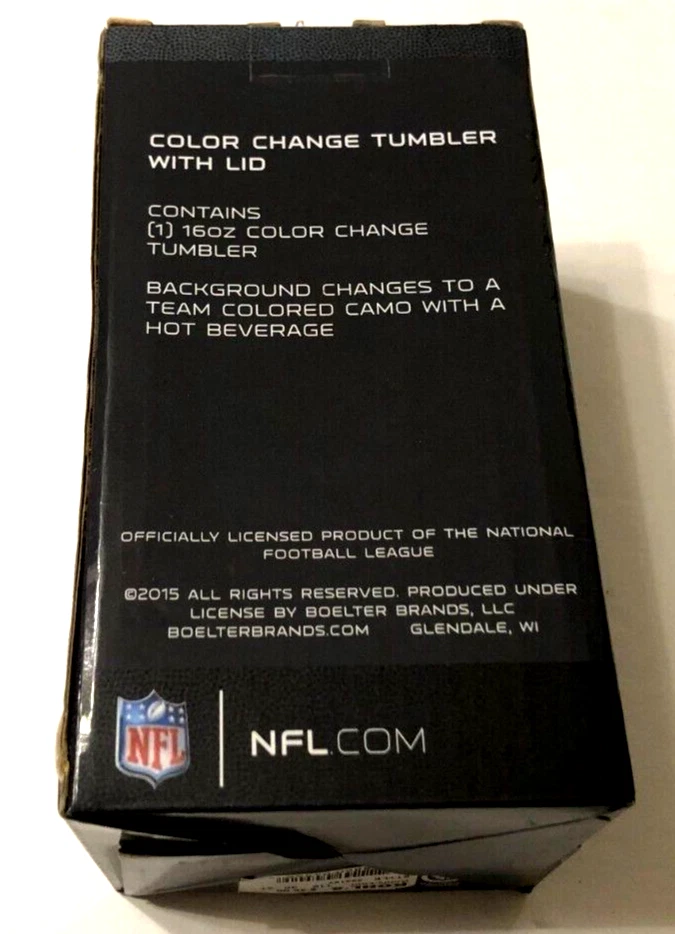 COLOR CHANGE TUMBLER
WITH LID
CONTAINS
(1) 16oz COLOR CHANGE
TUMBLER
BACKGROUND CHANGES TO A
TEAM COLORED CAMO WITH A
HOT BEVERAGE
OFFICIALLY LICENSED PRODUCT OF THE NATIONAL
FOOTBALL LEAGUE
©2015 ALL RIGHTS RESERVED. PRODUCED UNDER
LICENSE BY BOELTER BRANDS, LLC
BOELTERBRANDS.COM GLENDALE, WI
NFL
NFL.COM